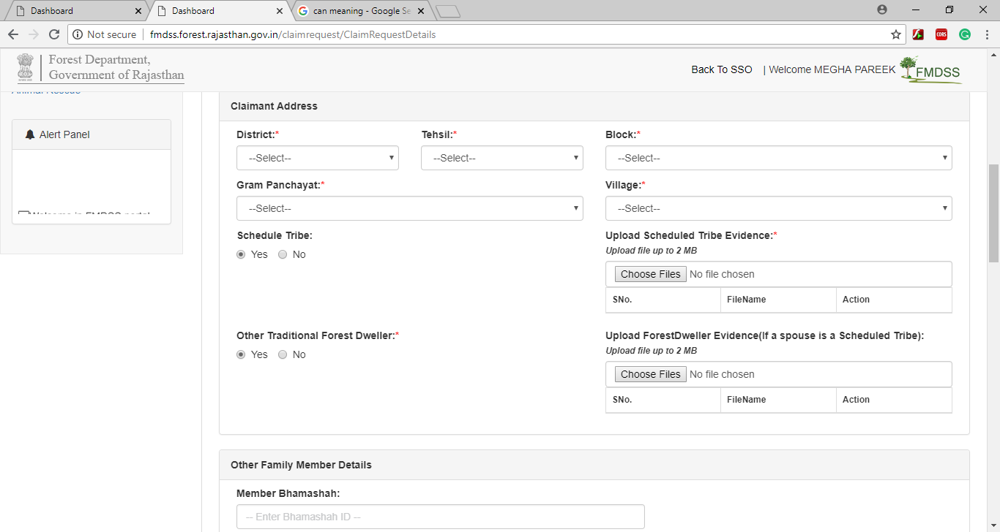 Dashboard
Dashboard
can meaning - Google Se
Not secure
fmdss.forest.rajasthan.gov.in/claimrequest/ClaimRequestDetails
CORS
Forest Department,
Government of Rajasthan
Back To SSO | Welcome MEGHA PAREEK
FMDSS
Animal Rescue
Alert Panel
Welcome in FMDSS portal
Claimant Address
District:* Tehsil:* Block:*
--Select-- --Select-- --Select--
Gram Panchayat:* Village:*
--Select-- --Select--
Schedule Tribe: Upload Scheduled Tribe Evidence:*
Upload file up to 2 MB
Yes No
Choose Files No file chosen
SNo. FileName Action
Other Traditional Forest Dweller:* Upload ForestDweller Evidence(If a spouse is a Scheduled Tribe):
Upload file up to 2 MB
Yes No
Choose Files No file chosen
SNo. FileName Action
Other Family Member Details
Member Bhamashah:
-- Enter Bhamashah ID --